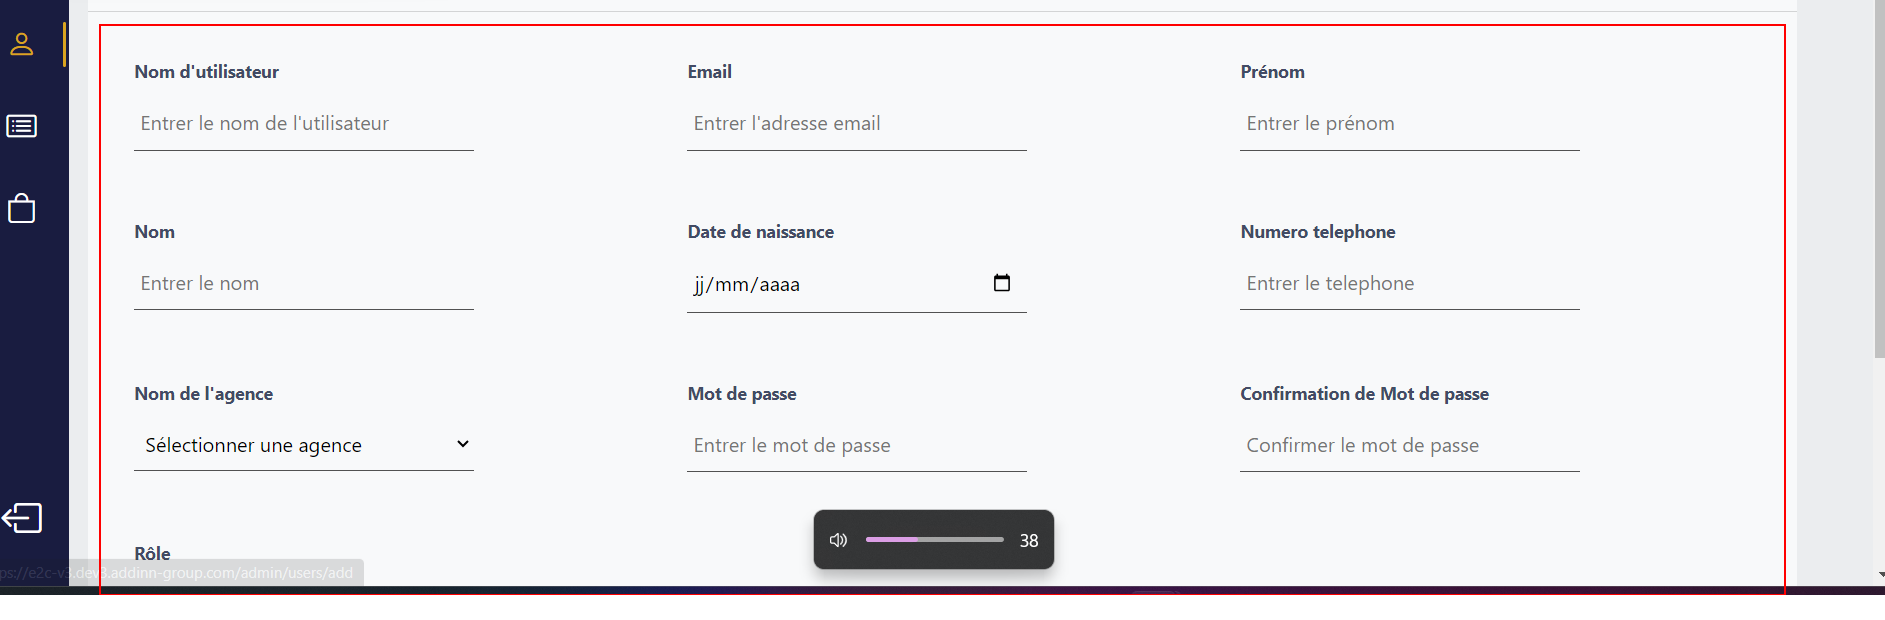 Nom d'utilisateur
Email
Prénom
Entrer le nom de l'utilisateur
Entrer l'adresse email
Entrer le prénom
Nom
Date de naissance
Numero telephone
Entrer le nom
jj/mm/aaaa
Entrer le telephone
Nom de l'agence
Mot de passe
Confirmation de Mot de passe
Sélectionner une agence
Entrer le mot de passe
Confirmer le mot de passe
38
Rôle
ps://e2c-v3.dev3.addinn-group.com/admin/users/add